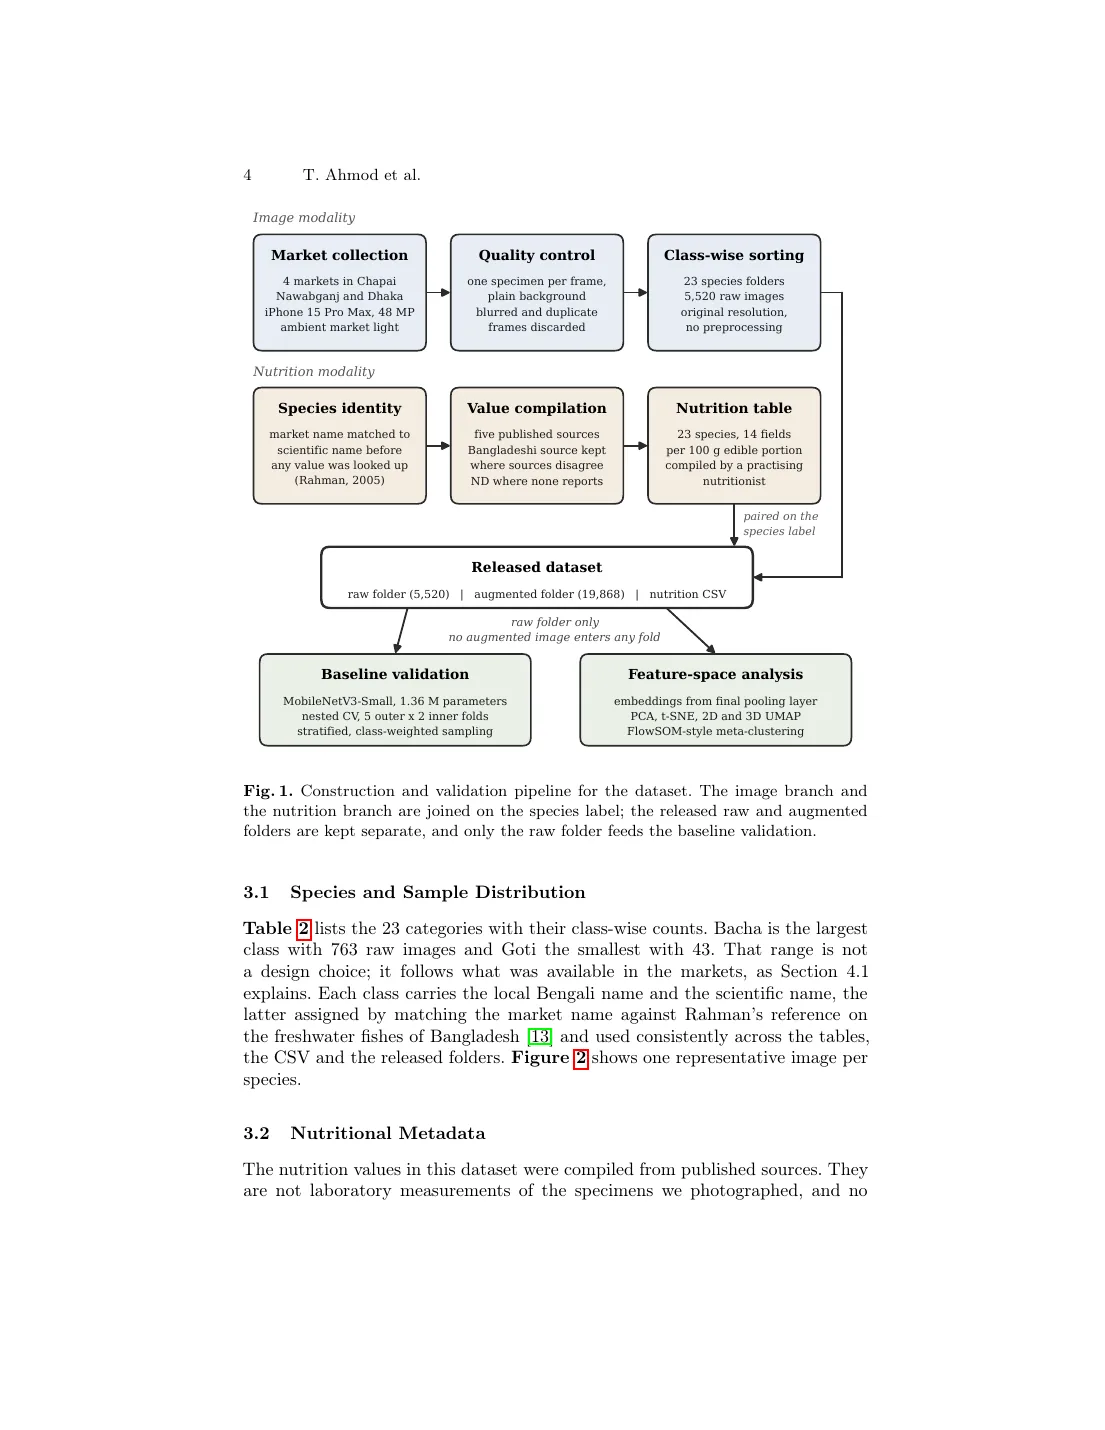 4 T. Ahmod et al.
Image modality
Market collection
4 markets in Chapai
Nawabganj and Dhaka
iPhone 15 Pro Max, 48 MP
ambient market light
Quality control
one specimen per frame,
plain background
blurred and duplicate
frames discarded
Class-wise sorting
23 species folders
5,520 raw images
original resolution,
no preprocessing
Nutrition modality
Species identity
market name matched to
scientific name before
any value was looked up
(Rahman, 2005)
Value compilation
five published sources
Bangladeshi source kept
where sources disagree
ND where none reports
Nutrition table
23 species, 14 fields
per 100 g edible portion
compiled by a practising
nutritionist
paired on the
species label
Released dataset
raw folder (5,520) | augmented folder (19,868) | nutrition CSV
raw folder only
no augmented image enters any fold
Baseline validation
MobileNetV3-Small, 1.36 M parameters
nested CV, 5 outer x 2 inner folds
stratified, class-weighted sampling
Feature-space analysis
embeddings from final pooling layer
PCA, t-SNE, 2D and 3D UMAP
FlowSOM-style meta-clustering
Fig. 1. Construction and validation pipeline for the dataset. The image branch and
the nutrition branch are joined on the species label; the released raw and augmented
folders are kept separate, and only the raw folder feeds the baseline validation.
3.1 Species and Sample Distribution
Table 2 lists the 23 categories with their class-wise counts. Bacha is the largest
class with 763 raw images and Goti the smallest with 43. That range is not
a design choice; it follows what was available in the markets, as Section 4.1
explains. Each class carries the local Bengali name and the scientific name, the
latter assigned by matching the market name against Rahman's reference on
the freshwater fishes of Bangladesh [13] and used consistently across the tables,
the CSV and the released folders. Figure 2 shows one representative image per
species.
3.2 Nutritional Metadata
The nutrition values in this dataset were compiled from published sources. They
are not laboratory measurements of the specimens we photographed, and no